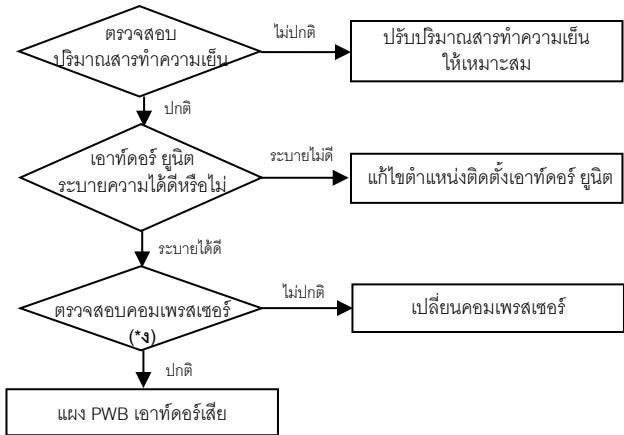 ตรวจสอบ
ปริมาณสารทำความเย็น
ไม่ปกติ
ปรับปริมาณสารทำความเย็น
ให้เหมาะสม
ปกติ
เอาท์ดอร์ ยูนิต
ระบายความได้ดีหรือไม่
ระบายไม่ดี
แก้ไขตำแหน่งติดตั้งเอาท์ดอร์ ยูนิต
ระบายได้ดี
ตรวจสอบคอมเพรสเซอร์
(*ง)
ไม่ปกติ
เปลี่ยนคอมเพรสเซอร์
ปกติ
แผง PWB เอาท์ดอร์เสีย